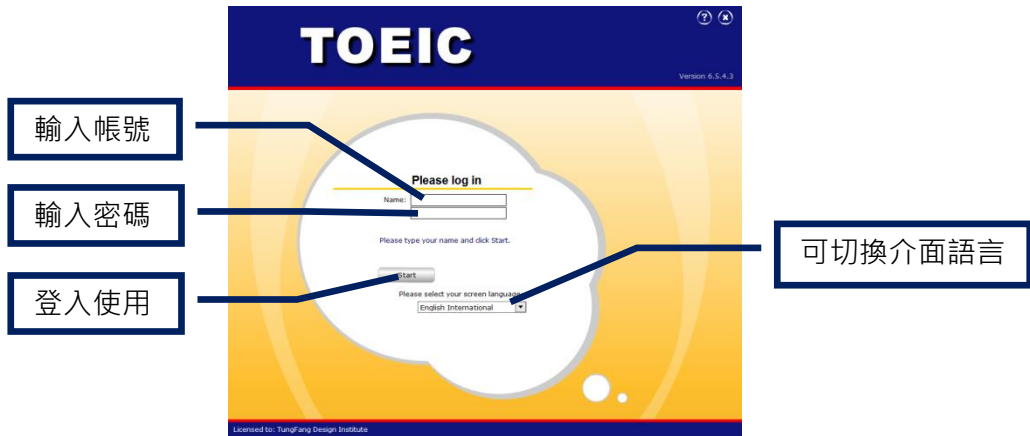 TOEIC
Version 6.5.4.3
輸入帳號
Please log in
Name:
輸入密碼
Please type your name and click Start.
可切換介面語言
Start
登入使用
Please select your screen language
English International
Licensed to: TungFang Design Institute